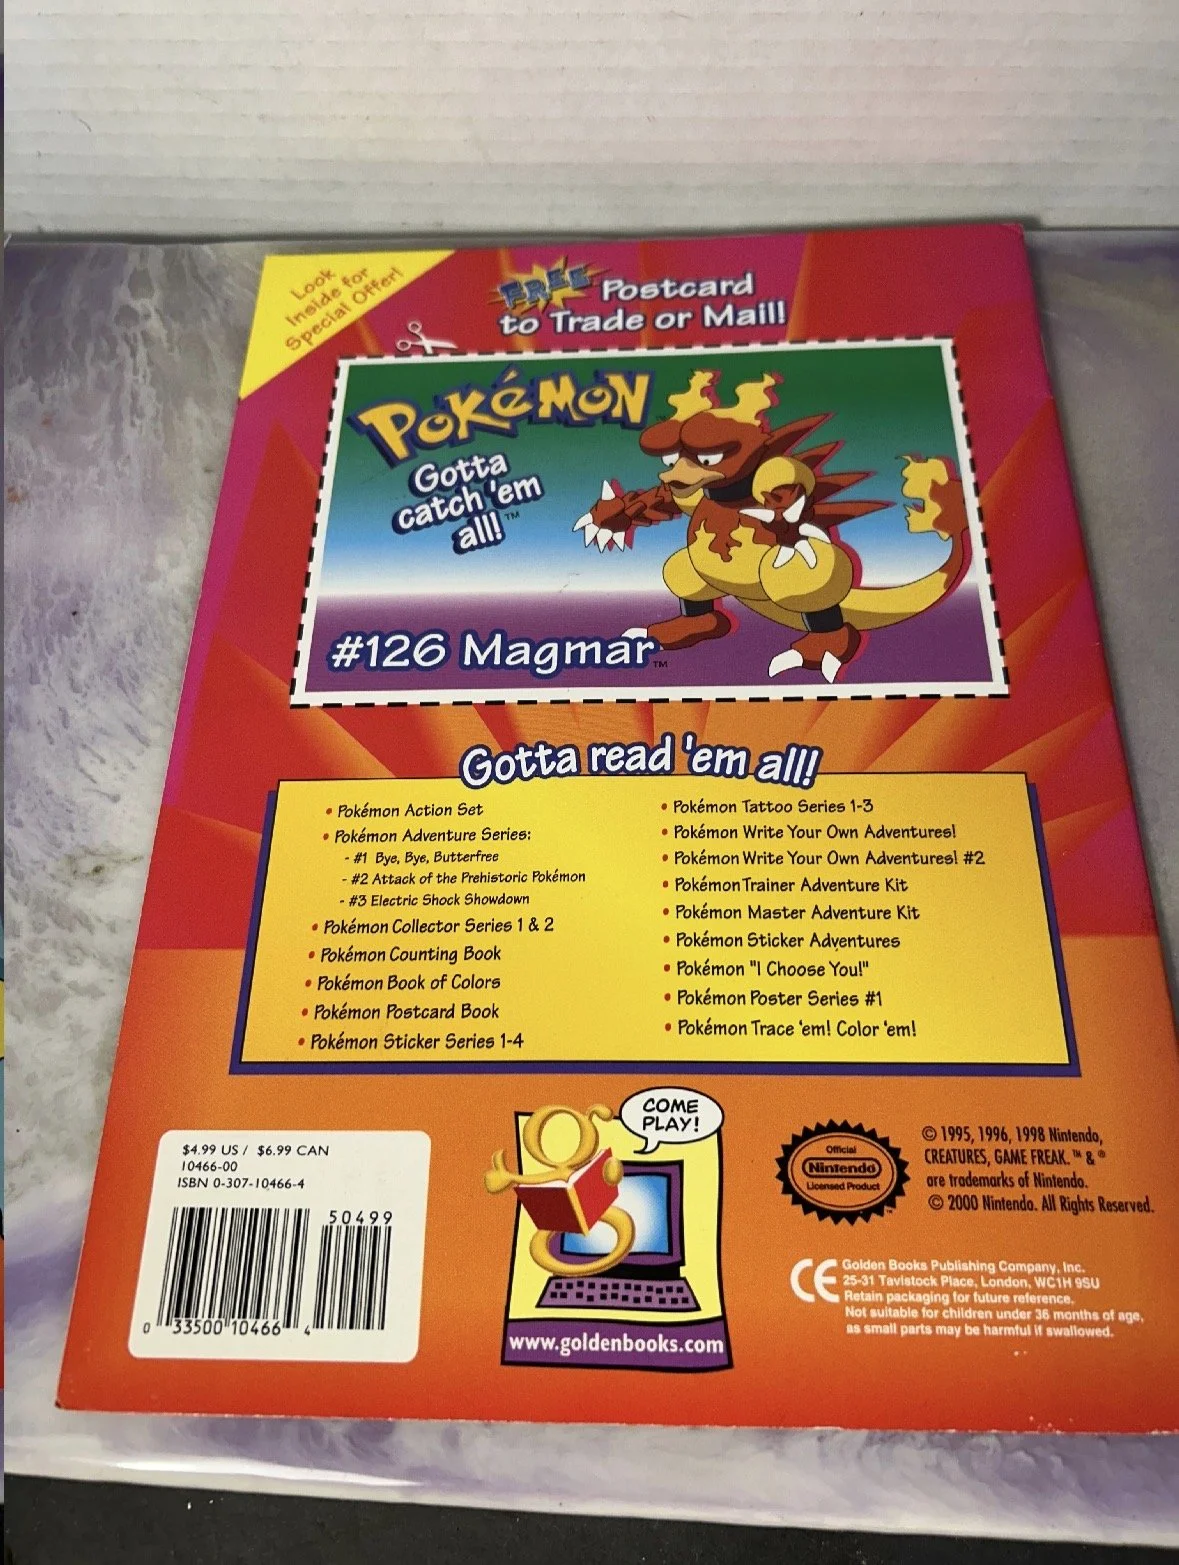 Look
Inside for
Special Offer!
FREE Postcard
to Trade or Mail!
POKéMON
Gotta
catch 'em
all!™
#126 Magmar™
Gotta read 'em all!
• Pokémon Action Set
• Pokémon Adventure Series:
- #1 Bye, Bye, Butterfree
- #2 Attack of the Prehistoric Pokémon
- #3 Electric Shock Showdown
• Pokémon Collector Series 1 & 2
• Pokémon Counting Book
• Pokémon Book of Colors
• Pokémon Postcard Book
• Pokémon Sticker Series 1-4
• Pokémon Tattoo Series 1-3
• Pokémon Write Your Own Adventures!
• Pokémon Write Your Own Adventures! #2
• Pokémon Trainer Adventure Kit
• Pokémon Master Adventure Kit
• Pokémon Sticker Adventures
• Pokémon "I Choose You!"
• Pokémon Poster Series #1
• Pokémon Trace 'em! Color 'em!
$4.99 US / $6.99 CAN
10466-00
ISBN 0-307-10466-4
50499
0 33500 10466 4
COME
PLAY!
g
www.goldenbooks.com
Official
Nintendo
Licensed Product
™
© 1995, 1996, 1998 Nintendo,
CREATURES, GAME FREAK. ™ & ®
are trademarks of Nintendo.
© 2000 Nintendo. All Rights Reserved.
CE
Golden Books Publishing Company, Inc.
25-31 Tavistock Place, London, WC1H 9SU
Retain packaging for future reference.
Not suitable for children under 36 months of age,
as small parts may be harmful if swallowed.